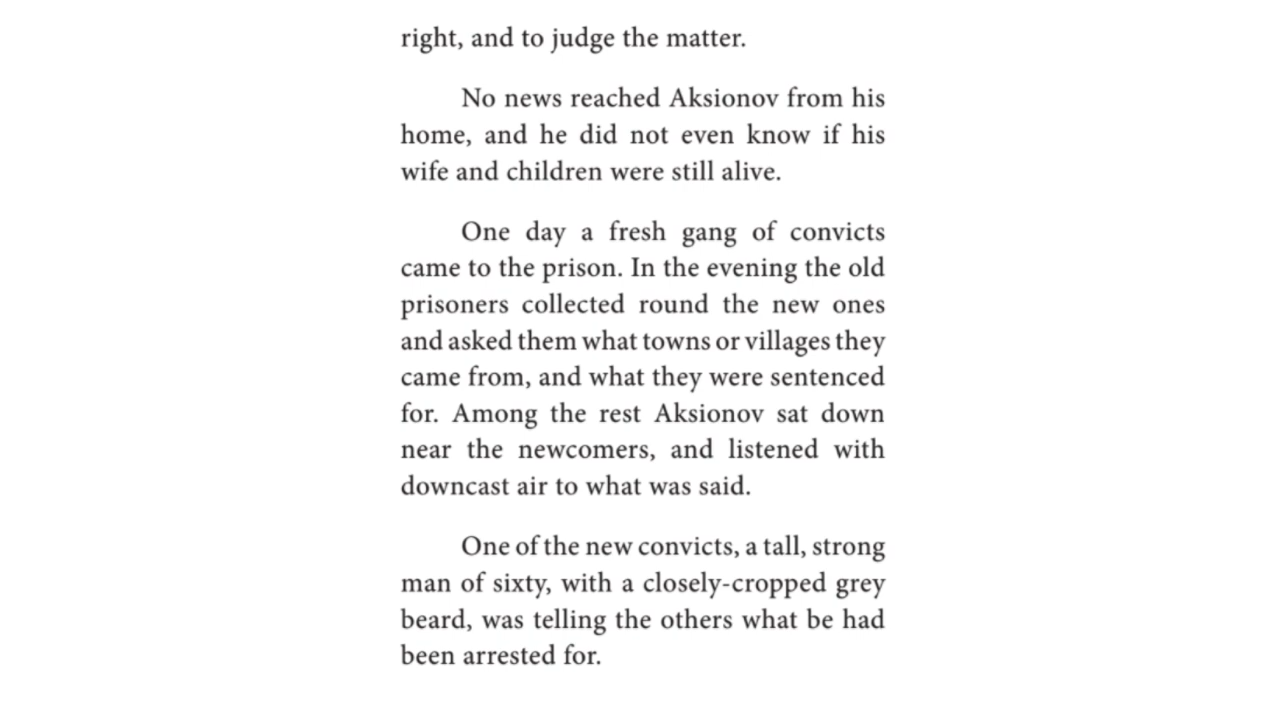 right, and to judge the matter.
No news reached Aksionov from his
home, and he did not even know if his
wife and children were still alive.
One day a fresh gang of convicts
came to the prison. In the evening the old
prisoners collected round the new ones
and asked them what towns or villages they
came from, and what they were sentenced
for. Among the rest Aksionov sat down
near the newcomers, and listened with
downcast air to what was said.
One of the new convicts, a tall, strong
man of sixty, with a closely-cropped grey
beard, was telling the others what be had
been arrested for.